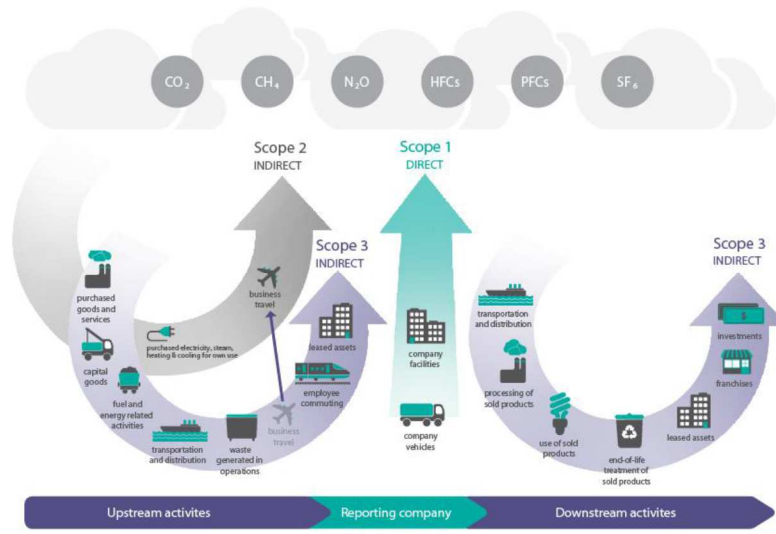 CO₂
CH₄
N₂O
HFCs
PFCs
SF₆
Scope 2
INDIRECT
Scope 1
DIRECT
Scope 3
INDIRECT
Scope 3
INDIRECT
purchased
goods and
services
capital
goods
fuel and
energy related
activities
purchased electricity, steam,
heating & cooling for own use
transportation
and distribution
waste
generated in
operations
business
travel
business
travel
employee
commuting
leased assets
company
facilities
company
vehicles
transportation
and distribution
processing of
sold products
use of sold
products
end-of-life
treatment of
sold products
leased assets
franchises
$
investments
Upstream activites
Reporting company
Downstream activites